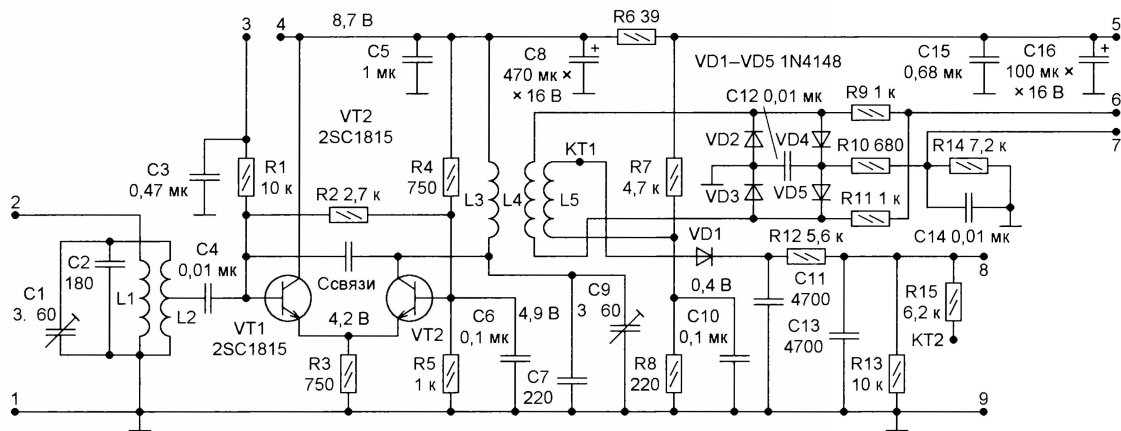 3
4
8,7 В
R6 39
5
C5
1 мк
C8
470 мк ×
× 16 В
VD1–VD5 1N4148
C15
0,68 мк
C16
100 мк ×
× 16 В
VT2
2SC1815
C12 0,01 мк
R9 1 к
6
7
C3
0,47 мк
R1
10 к
R2 2,7 к
R4
750
L3
L4
L5
КТ1
R7
4,7 к
VD2
VD4
VD3
VD5
R10 680
R14 7,2 к
R11 1 к
C14 0,01 мк
2
C4
0,01 мк
C2
180
C1
3. 60
L1
L2
Cсвязи
VT1
2SC1815
4,2 В
VT2
VD1
0,4 В
R12 5,6 к
8
C6
0,1 мк
4,9 В
C9
3 60
C10
0,1 мк
C11
4700
C13
4700
R15
6,2 к
КТ2
R3
750
R5
1 к
C7
220
R8
220
R13
10 к
1
9